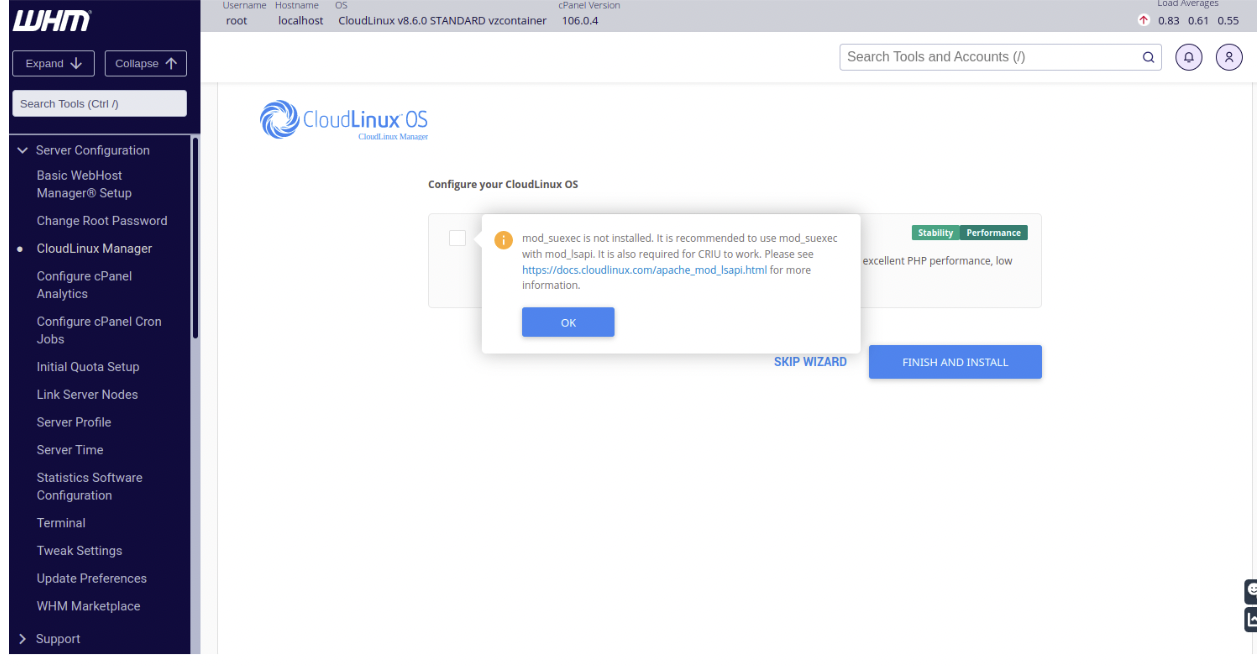 WHM
Username Hostname OS cPanel Version Load Averages
root localhost CloudLinux v8.6.0 STANDARD vzcontainer 106.0.4 0.83 0.61 0.55
Expand Collapse
Search Tools and Accounts (/)
Search Tools (Ctrl /)
Server Configuration
Basic WebHost
Manager® Setup
Change Root Password
CloudLinux Manager
Configure cPanel
Analytics
Configure cPanel Cron
Jobs
Initial Quota Setup
Link Server Nodes
Server Profile
Server Time
Statistics Software
Configuration
Terminal
Tweak Settings
Update Preferences
WHM Marketplace
Support
CloudLinux OS
CloudLinux Manager
Configure your CloudLinux OS
Stability Performance
excellent PHP performance, low
mod_suexec is not installed. It is recommended to use mod_suexec
with mod_lsapi. It is also required for CRIU to work. Please see
https://docs.cloudlinux.com/apache_mod_lsapi.html for more
information.
OK
SKIP WIZARD FINISH AND INSTALL